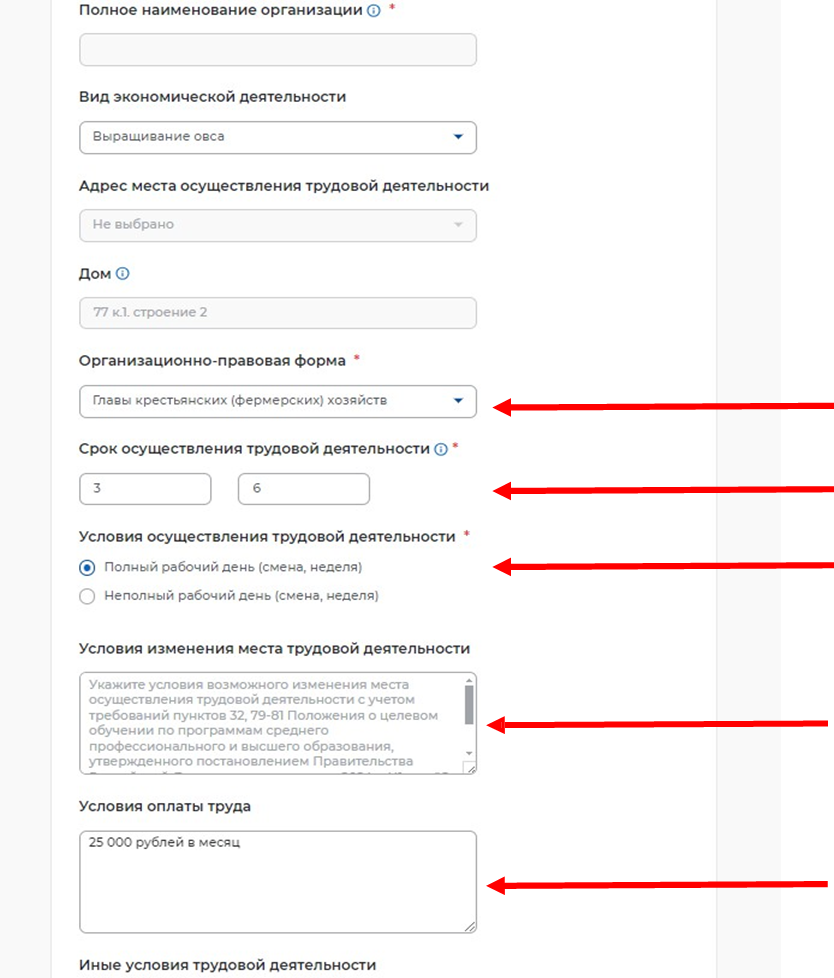 Полное наименование организации *
Вид экономической деятельности
Выращивание овса
Адрес места осуществления трудовой деятельности
Не выбрано
Дом
77 к.1. строение 2
Организационно-правовая форма *
Главы крестьянских (фермерских) хозяйств
Срок осуществления трудовой деятельности *
3 6
Условия осуществления трудовой деятельности *
Полный рабочий день (смена, неделя)
Неполный рабочий день (смена, неделя)
Условия изменения места трудовой деятельности
Укажите условия возможного изменения места
осуществления трудовой деятельности с учетом
требований пунктов 32, 79-81 Положения о целевом
обучении по программам среднего
профессионального и высшего образования,
утвержденного постановлением Правительства
Условия оплаты труда
25 000 рублей в месяц
Иные условия трудовой деятельности